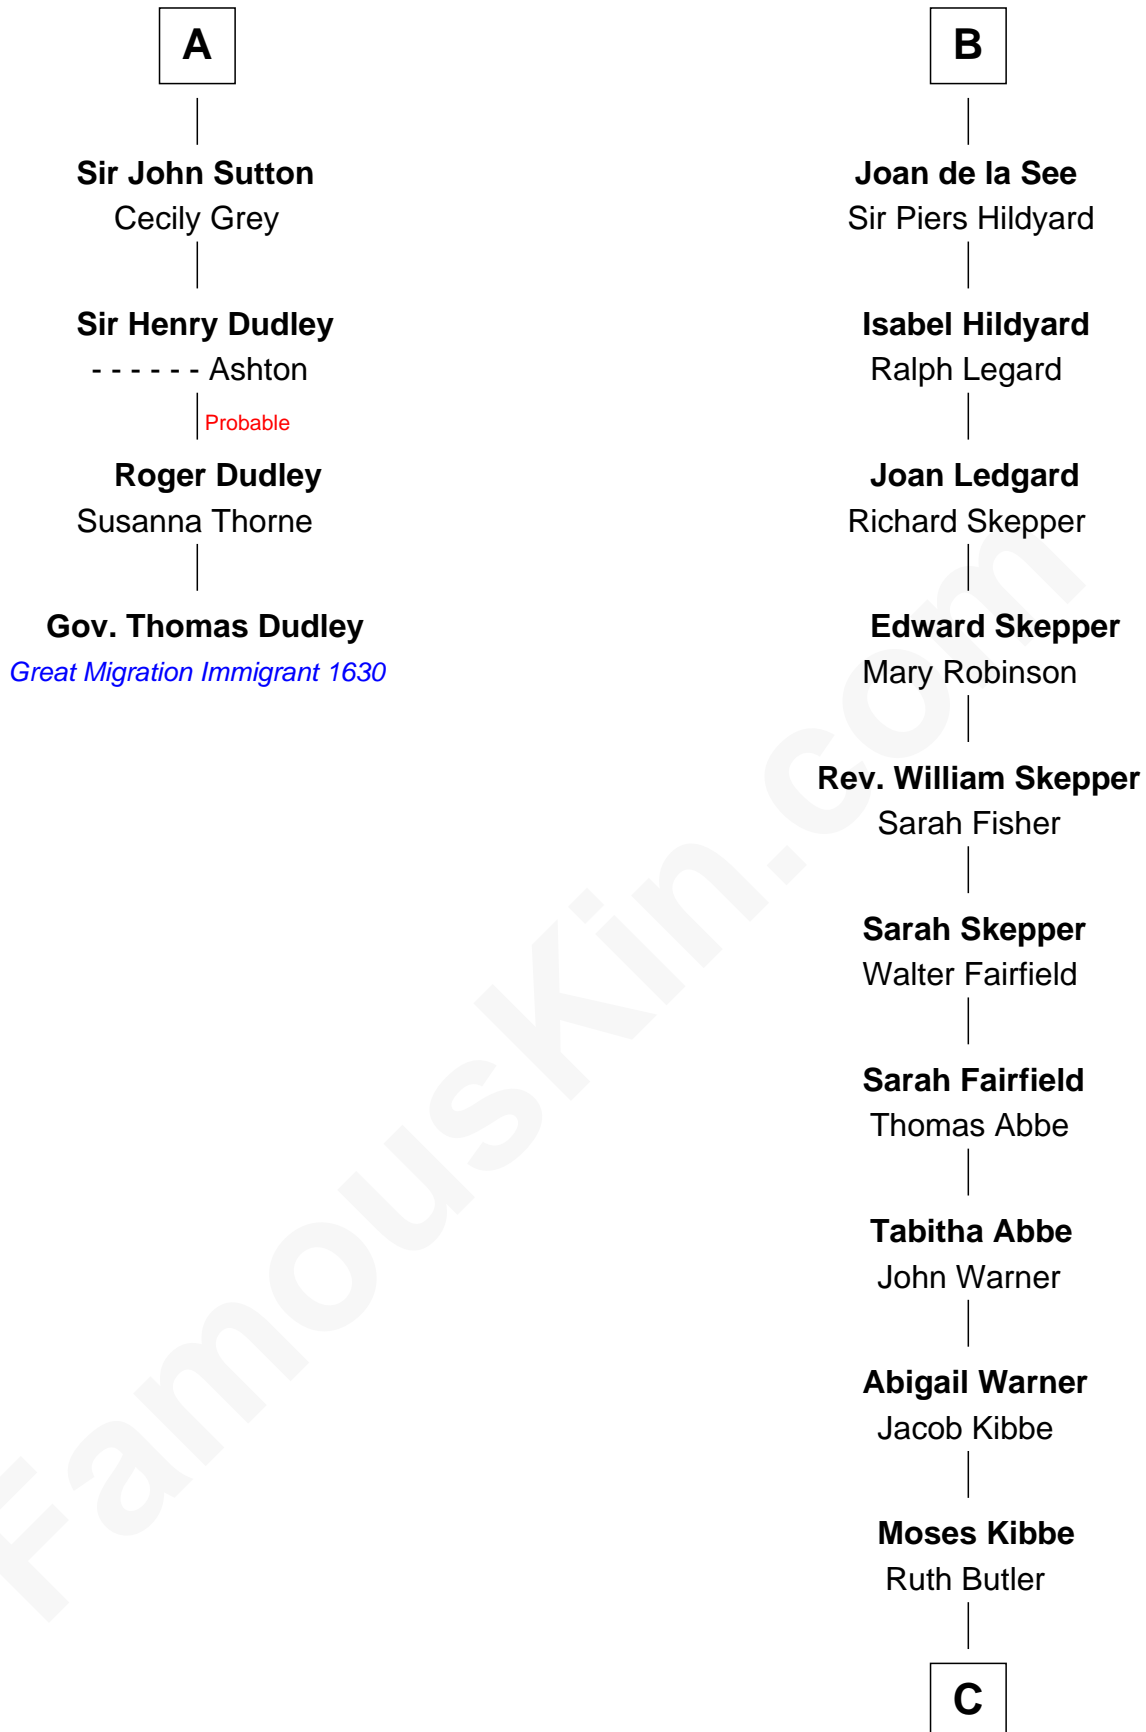 A
Sir John Sutton
Cecily Grey
Sir Henry Dudley
- - - - - - Ashton
Probable
Roger Dudley
Susanna Thorne
Gov. Thomas Dudley
Great Migration Immigrant 1630
B
Joan de la See
Sir Piers Hildyard
Isabel Hildyard
Ralph Legard
Joan Ledgard
Richard Skepper
Edward Skepper
Mary Robinson
Rev. William Skepper
Sarah Fisher
Sarah Skepper
Walter Fairfield
Sarah Fairfield
Thomas Abbe
Tabitha Abbe
John Warner
Abigail Warner
Jacob Kibbe
Moses Kibbe
Ruth Butler
C
FamousKin.com